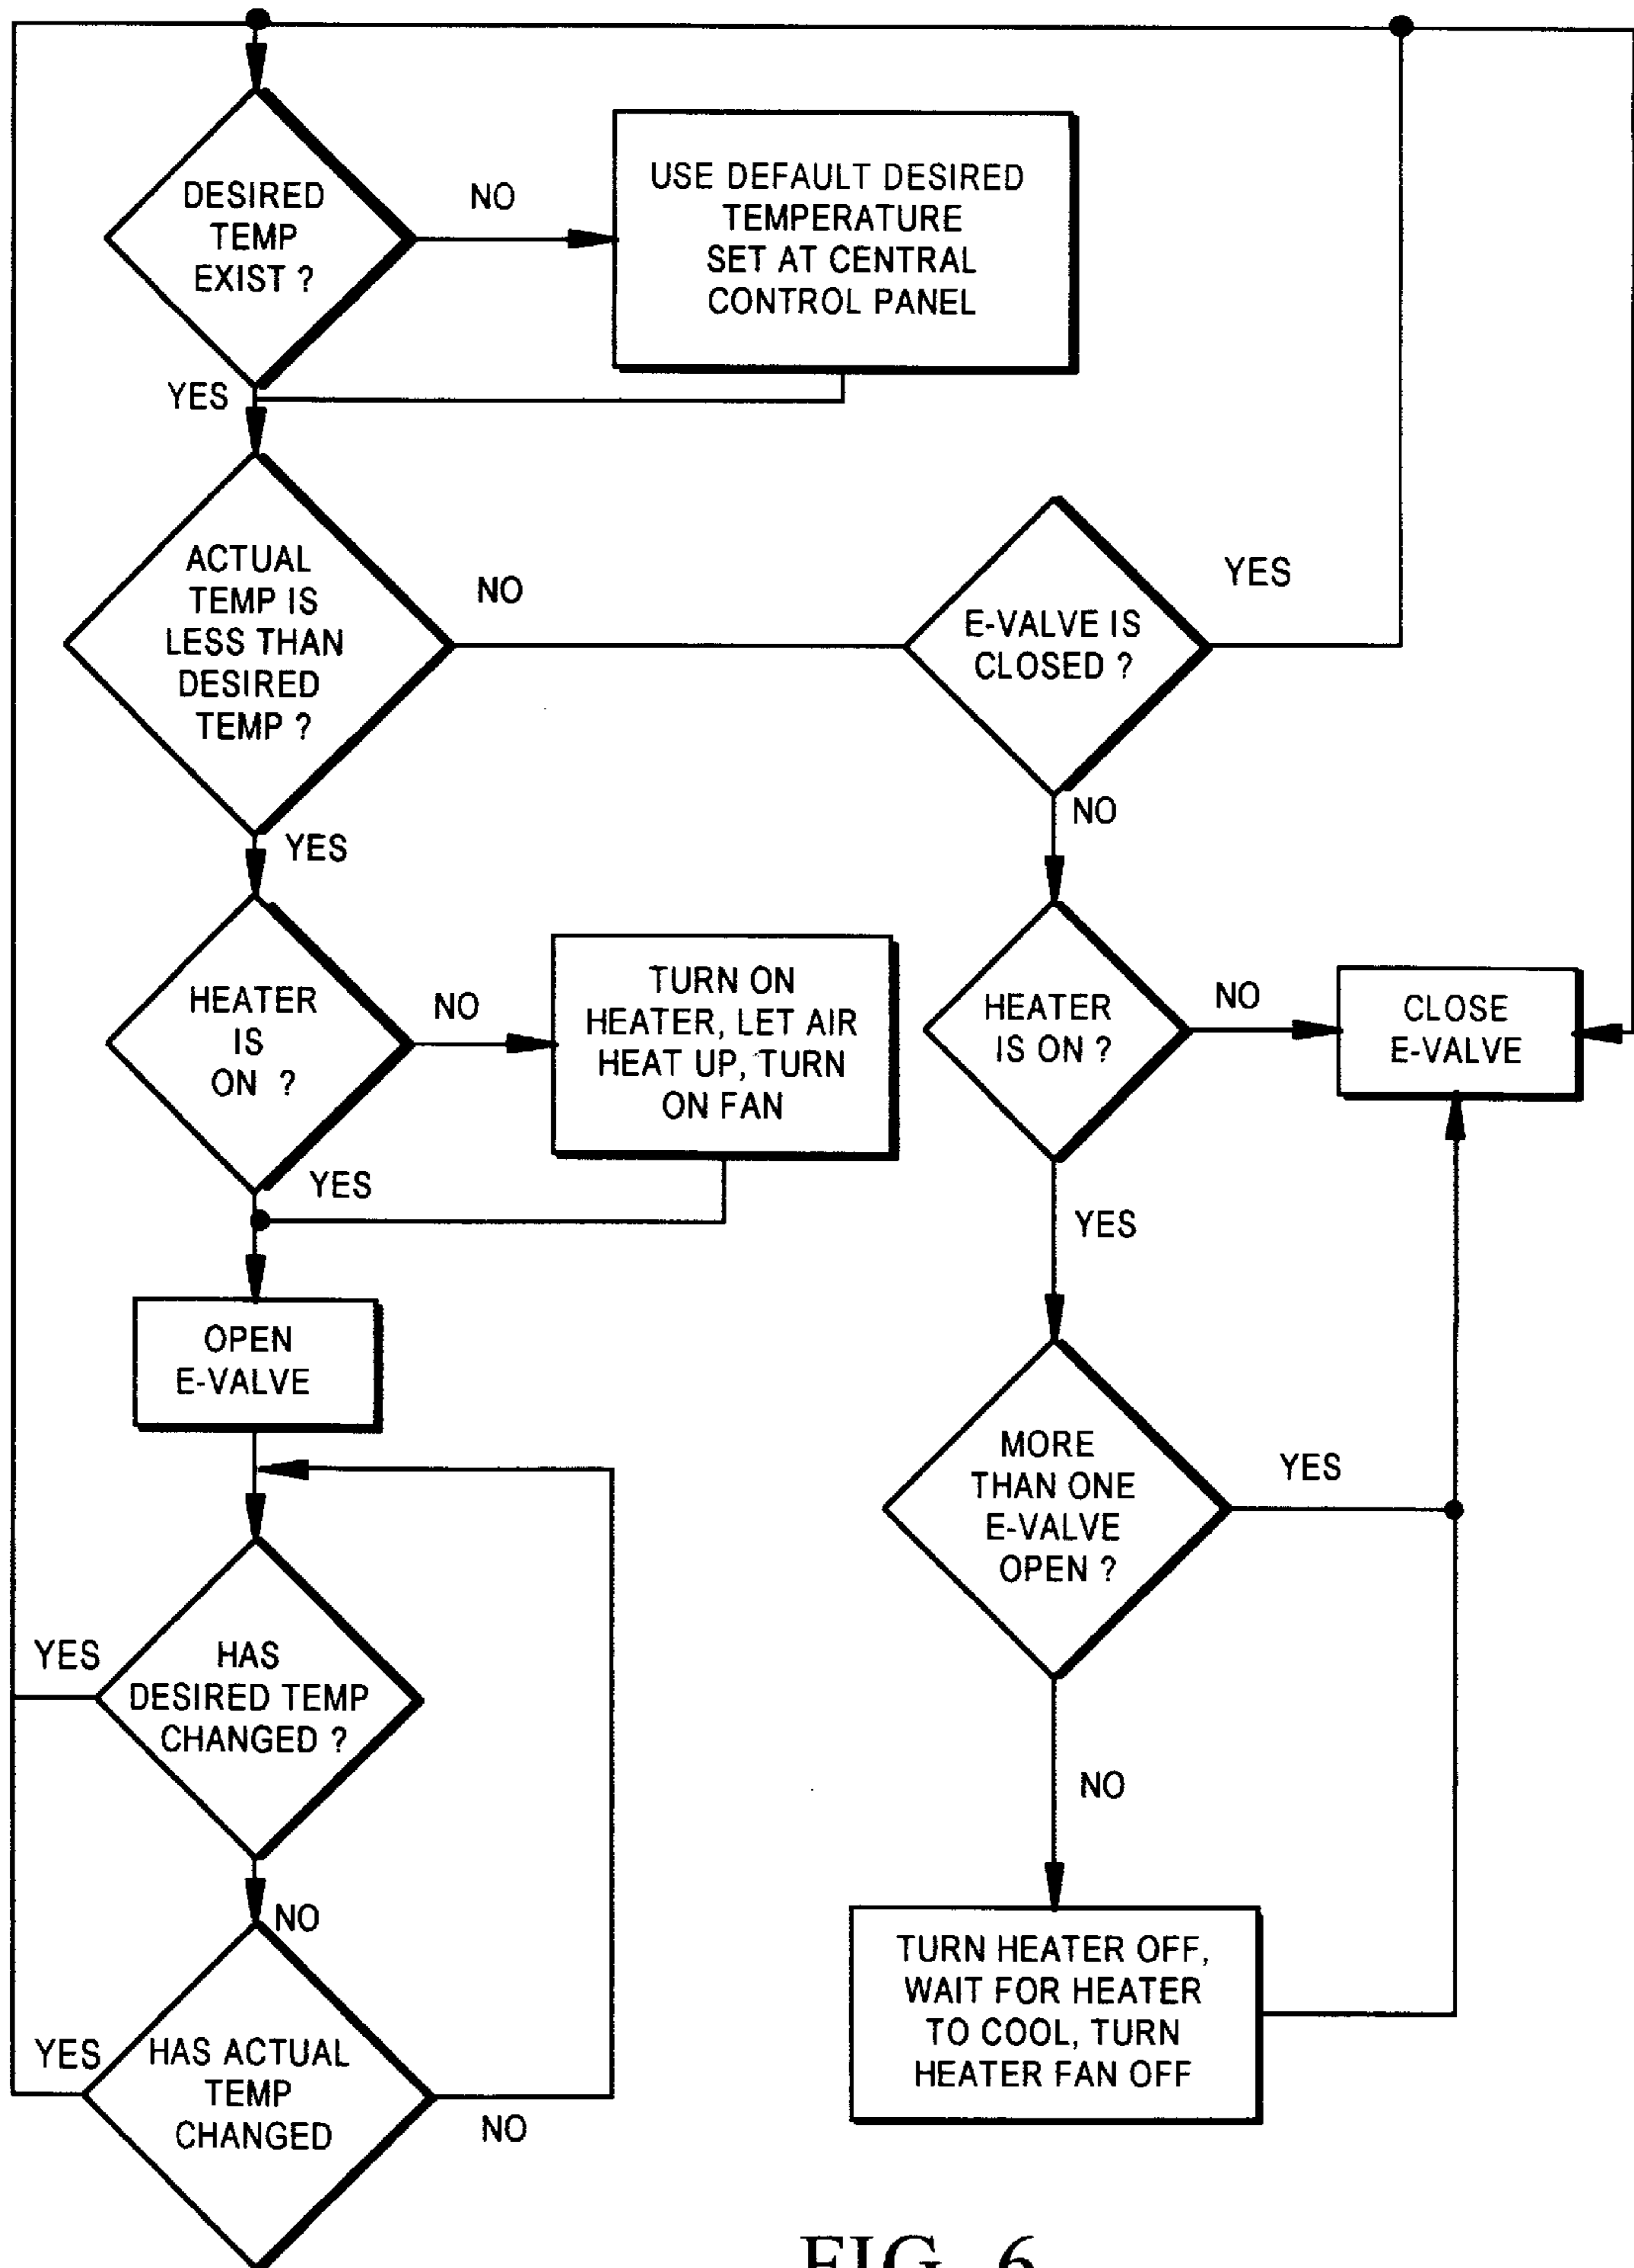 DESIRED
TEMP
EXIST ?
NO
USE DEFAULT DESIRED
TEMPERATURE
SET AT CENTRAL
CONTROL PANEL
YES
ACTUAL
TEMP IS
LESS THAN
DESIRED
TEMP ?
NO
E-VALVE IS
CLOSED ?
YES
NO
YES
HEATER
IS
ON ?
NO
TURN ON
HEATER, LET AIR
HEAT UP, TURN
ON FAN
HEATER
IS ON ?
NO
CLOSE
E-VALVE
YES
YES
OPEN
E-VALVE
MORE
THAN ONE
E-VALVE
OPEN ?
YES
YES
HAS
DESIRED TEMP
CHANGED ?
NO
NO
TURN HEATER OFF,
WAIT FOR HEATER
TO COOL, TURN
HEATER FAN OFF
YES
HAS ACTUAL
TEMP
CHANGED
NO
FIG. 6